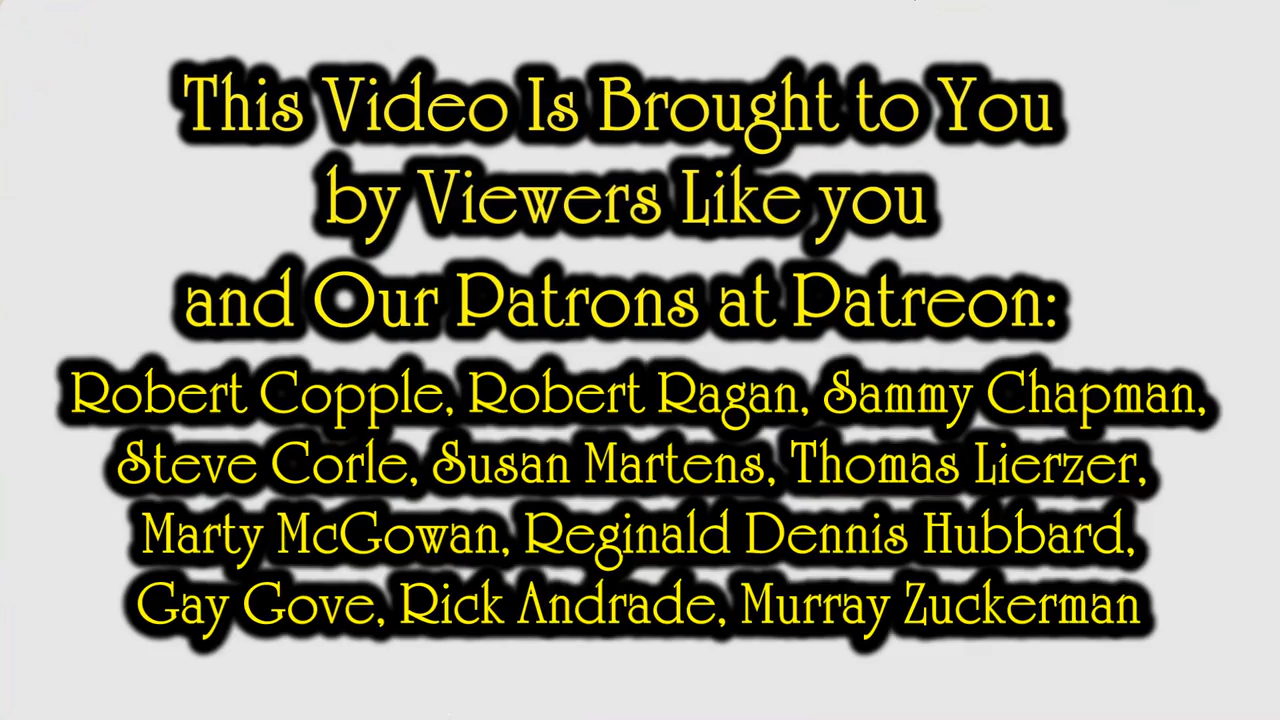 This Video Is Brought to You
by Viewers Like you
and Our Patrons at Patreon:
Robert Copple, Robert Ragan, Sammy Chapman,
Steve Corle, Susan Martens, Thomas Lierzer,
Marty McGowan, Reginald Dennis Hubbard,
Gay Gove, Rick Andrade, Murray Zuckerman